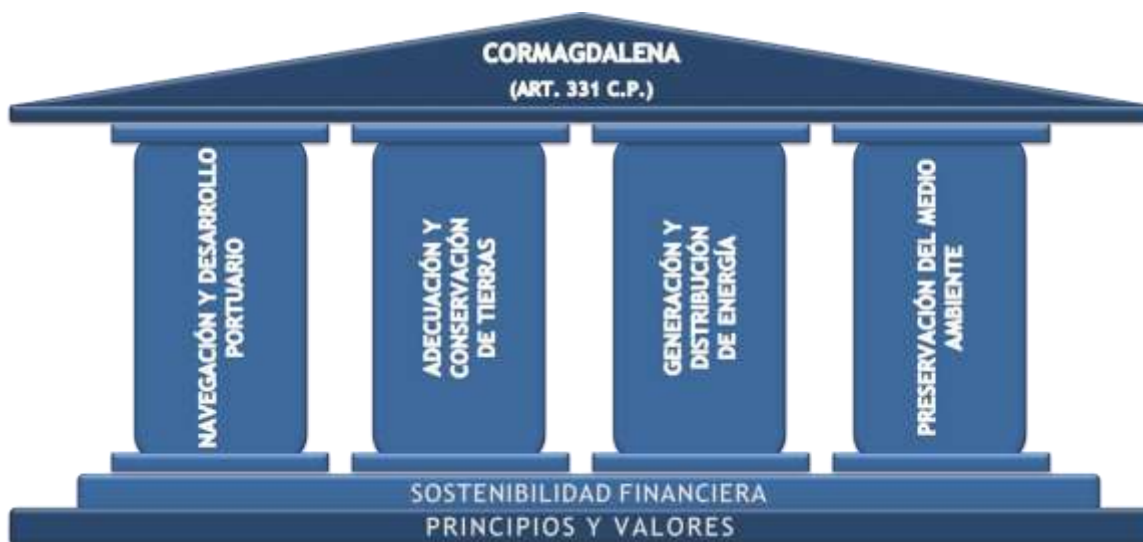 CORMAGDALENA
(ART. 331 C.P.)
NAVEGACIÓN Y DESARROLLO
PORTUARIO
ADECUACIÓN Y
CONSERVACIÓN
DE TIERRAS
GENERACIÓN Y
DISTRIBUCIÓN
DE ENERGÍA
PRESERVACIÓN DEL MEDIO
AMBIENTE
SOSTENIBILIDAD FINANCIERA
PRINCIPIOS Y VALORES